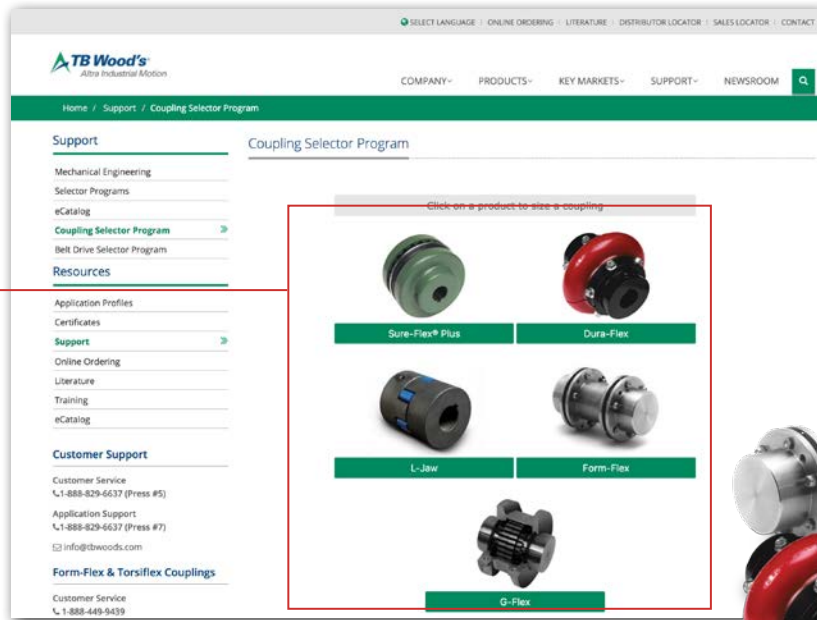 SELECT LANGUAGE | ONLINE ORDERING | LITERATURE | DISTRIBUTOR LOCATOR | SALES LOCATOR | CONTACT
TB Wood's
Altra Industrial Motion
COMPANY PRODUCTS KEY MARKETS SUPPORT NEWSROOM
Home / Support / Coupling Selector Program
Support
Mechanical Engineering
Selector Programs
eCatalog
Coupling Selector Program »
Belt Drive Selector Program
Resources
Application Profiles
Certificates
Support »
Online Ordering
Literature
Training
eCatalog
Customer Support
Customer Service
1-888-829-6637 (Press #5)
Application Support
1-888-829-6637 (Press #7)
info@tbwoods.com
Form-Flex & Torsiflex Couplings
Customer Service
1-888-449-9439
Coupling Selector Program
Click on a product to size a coupling
Sure-Flex® Plus
Dura-Flex
L-Jaw
Form-Flex
G-Flex